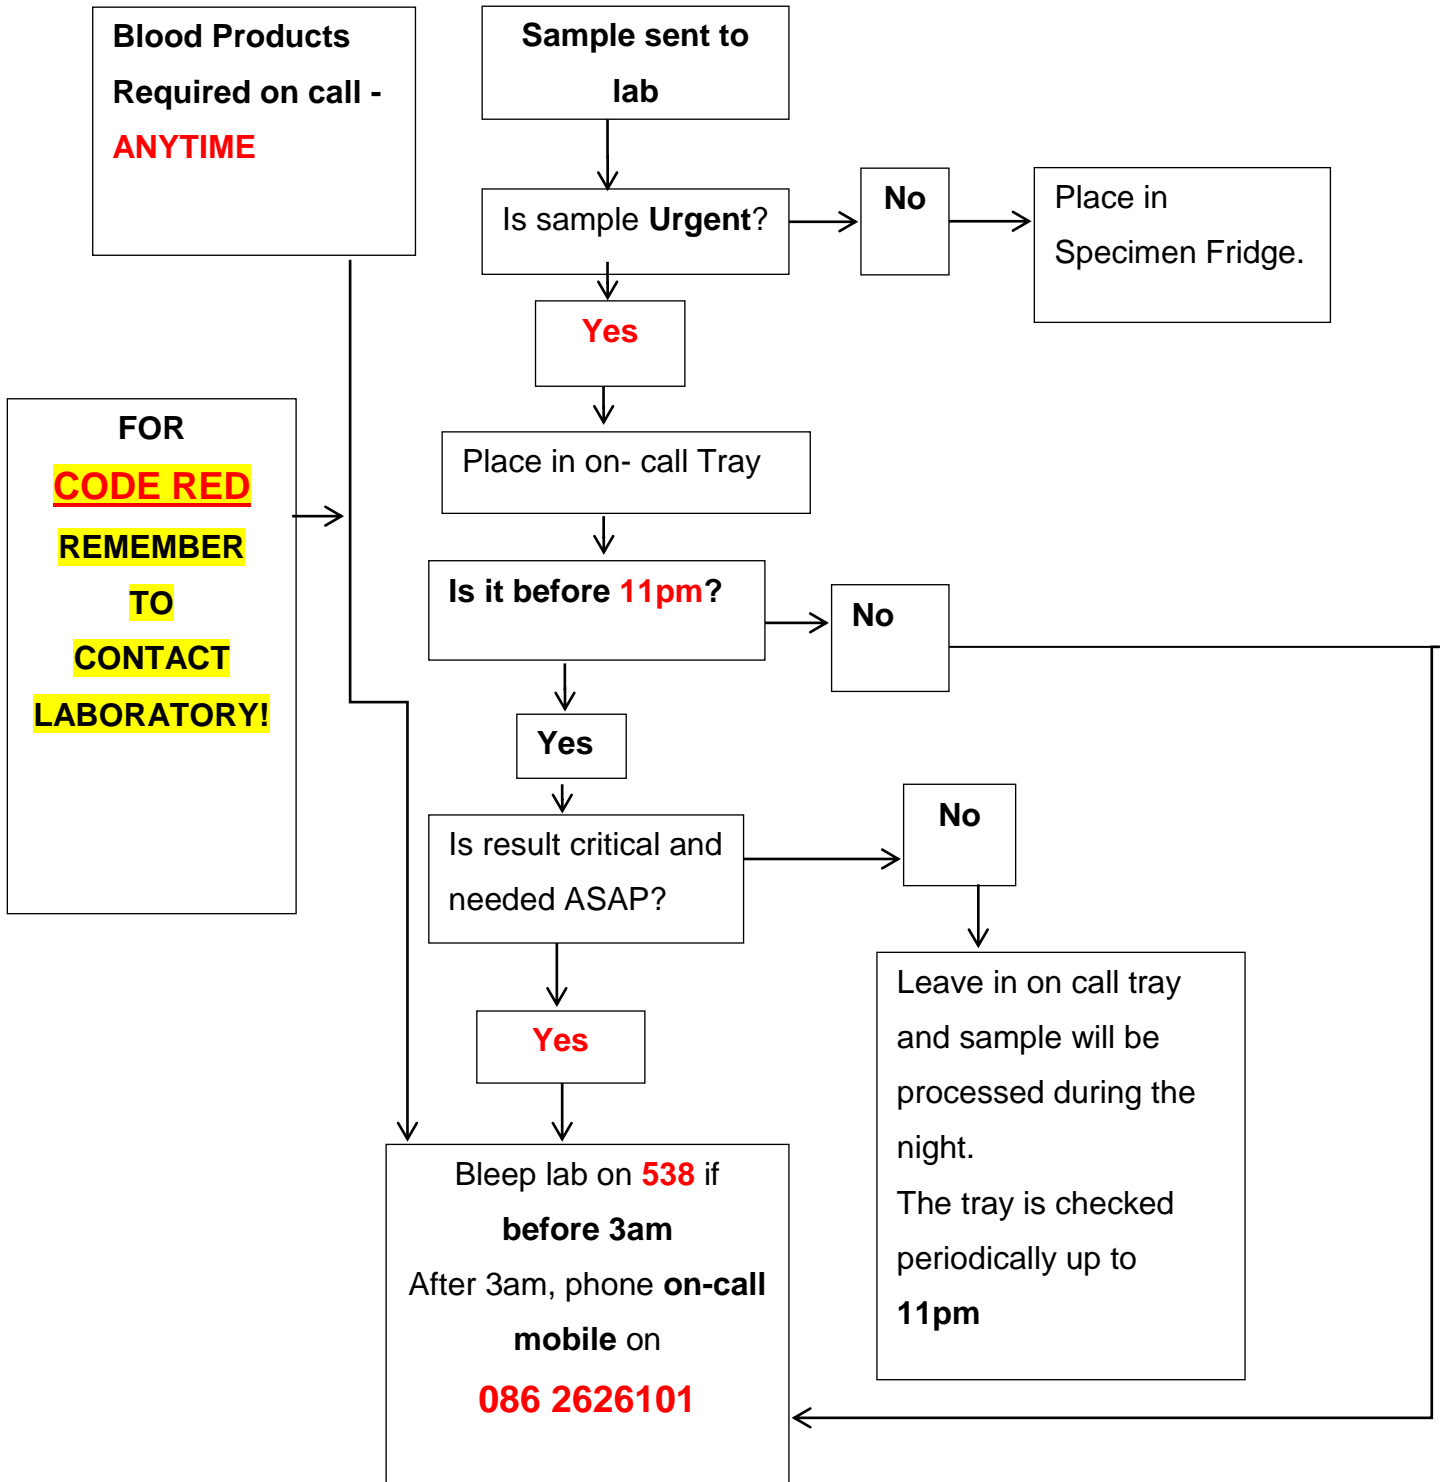 Blood Products
Required on call -
ANYTIME
Sample sent to
lab
Is sample Urgent?
No
Place in
Specimen Fridge.
Yes
Place in on- call Tray
FOR
CODE RED
REMEMBER
TO
CONTACT
LABORATORY!
Is it before 11pm?
No
Yes
Is result critical and
needed ASAP?
No
Yes
Leave in on call tray
and sample will be
processed during the
night.
The tray is checked
periodically up to
11pm
Bleep lab on 538 if
before 3am
After 3am, phone on-call
mobile on
086 2626101